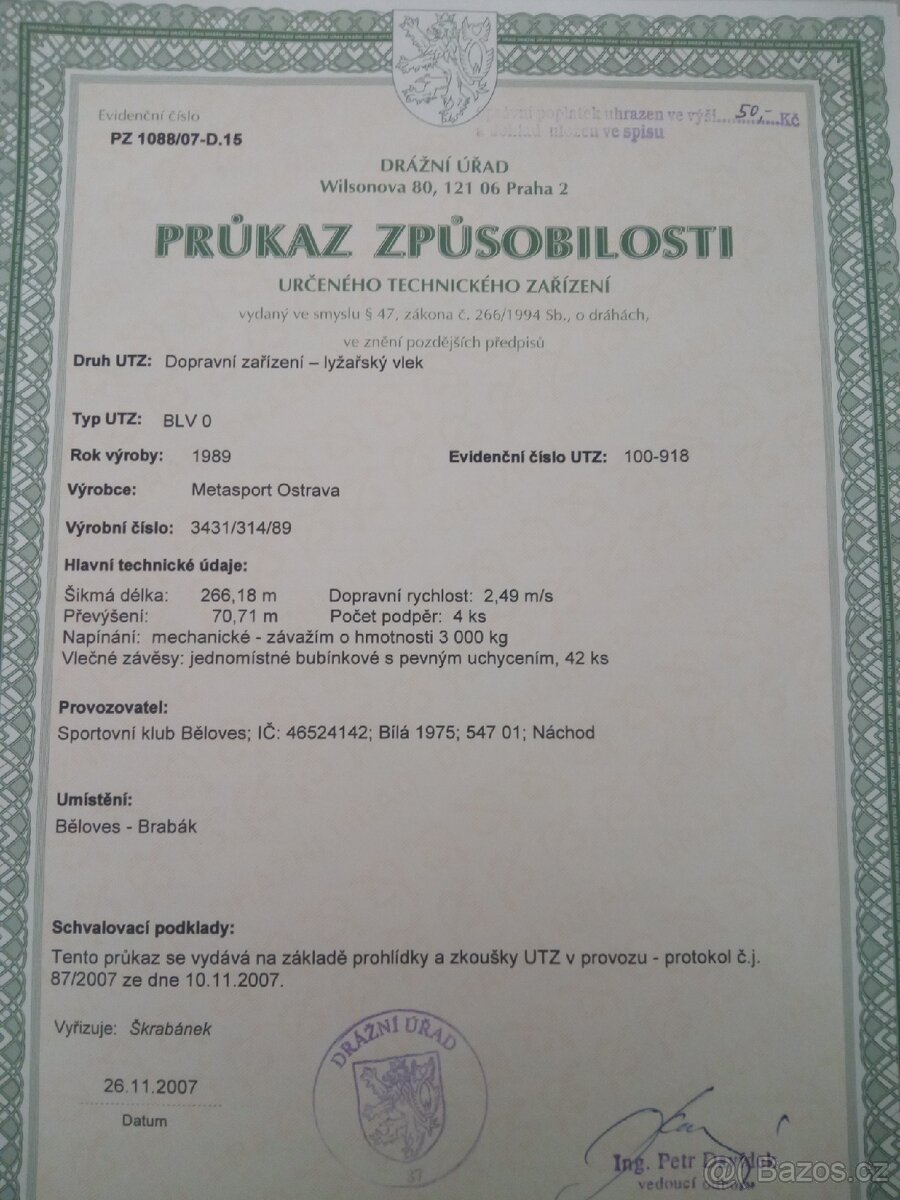 Evidenční číslo
PZ 1088/07-D.15
poplatek uhrazen ve výši....50,-....Kč
a doklad uložen ve spisu
DRÁŽNÍ ÚŘAD
Wilsonova 80, 121 06 Praha 2
PRŮKAZ ZPŮSOBILOSTI
URČENÉHO TECHNICKÉHO ZAŘÍZENÍ
vydaný ve smyslu § 47, zákona č. 266/1994 Sb., o dráhách,
ve znění pozdějších předpisů
Druh UTZ: Dopravní zařízení – lyžařský vlek
Typ UTZ: BLV 0
Rok výroby: 1989 Evidenční číslo UTZ: 100-918
Výrobce: Metasport Ostrava
Výrobní číslo: 3431/314/89
Hlavní technické údaje:
Šikmá délka: 266,18 m Dopravní rychlost: 2,49 m/s
Převýšení: 70,71 m Počet podpěr: 4 ks
Napínání: mechanické - závažím o hmotnosti 3 000 kg
Vlečné závěsy: jednomístné bubínkové s pevným uchycením, 42 ks
Provozovatel:
Sportovní klub Běloves; IČ: 46524142; Bílá 1975; 547 01; Náchod
Umístění:
Běloves - Brabák
Schvalovací podklady:
Tento průkaz se vydává na základě prohlídky a zkoušky UTZ v provozu - protokol č.j.
87/2007 ze dne 10.11.2007.
Vyřizuje: Škrabánek
DRÁŽNÍ ÚŘAD
37
26.11.2007
Datum
Ing. Petr
vedoucí
@ Bazos.cz